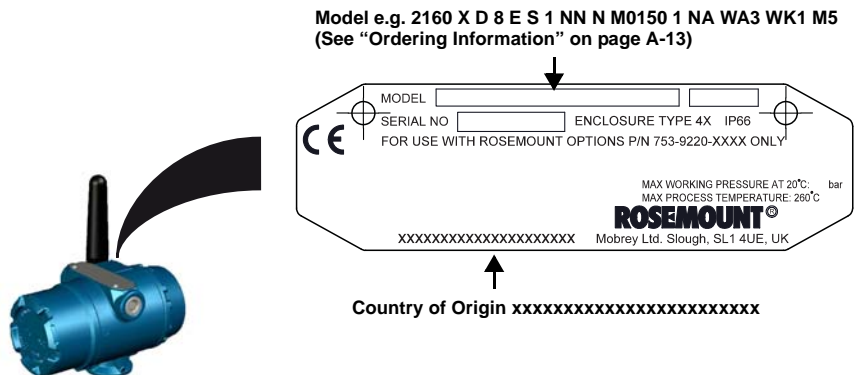 Model e.g. 2160 X D 8 E S 1 NN N M0150 1 NA WA3 WK1 M5
(See “Ordering Information” on page A-13)
MODEL
SERIAL NO ENCLOSURE TYPE 4X IP66
CE
FOR USE WITH ROSEMOUNT OPTIONS P/N 753-9220-XXXX ONLY
MAX WORKING PRESSURE AT 20°C: bar
MAX PROCESS TEMPERATURE: 260°C
ROSEMOUNT®
XXXXXXXXXXXXXXXXXXXXX Mobrey Ltd. Slough, SL1 4UE, UK
Country of Origin xxxxxxxxxxxxxxxxxxxxxxxx